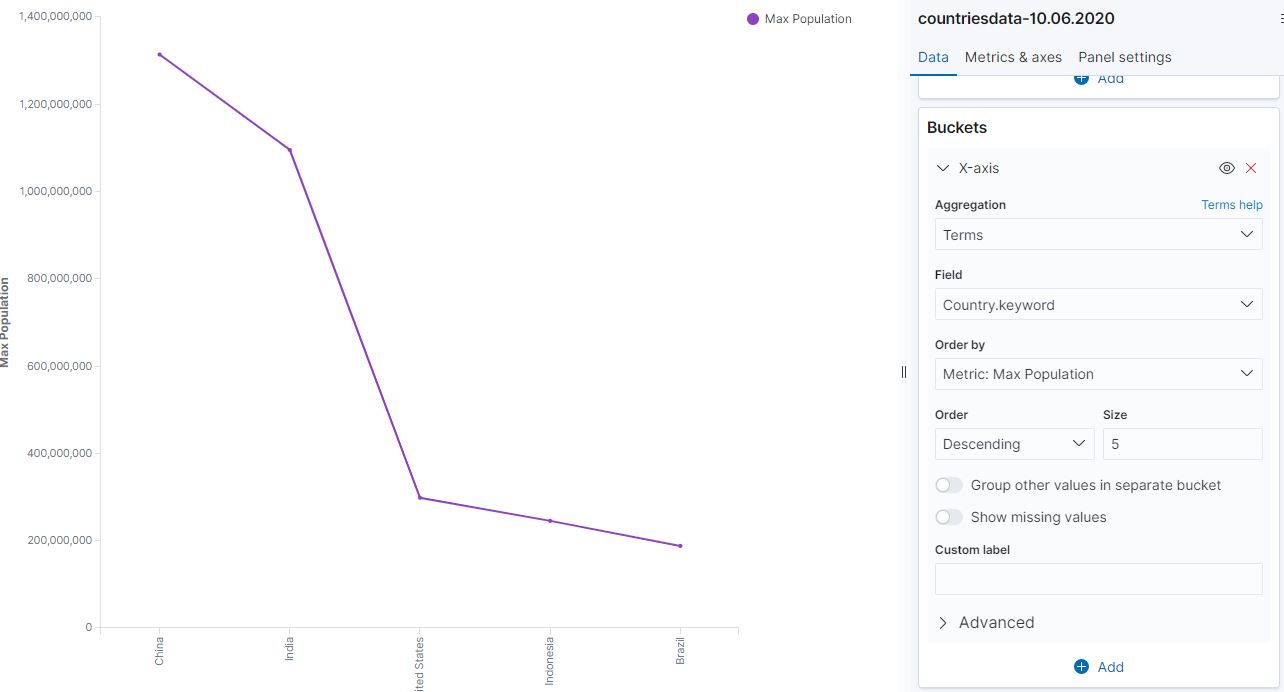 1,400,000,000
1,200,000,000
1,000,000,000
800,000,000
600,000,000
400,000,000
200,000,000
0
Max Population
China
India
ited States
Indonesia
Brazil
Max Population
countriesdata-10.06.2020
Data Metrics & axes Panel settings
Add
Buckets
X-axis
Aggregation Terms help
Terms
Field
Country.keyword
Order by
Metric: Max Population
Order Size
Descending 5
Group other values in separate bucket
Show missing values
Custom label
Advanced
Add